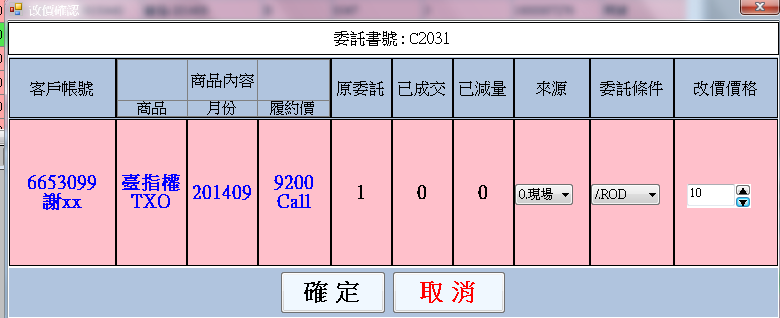 改價確認
委託書號 : C2031
客戶帳號
商品內容
商品
月份
履約價
原委託
已成交
已減量
來源
委託條件
改價價格
6653099
謝xx
臺指權
TXO
201409
9200
Call
1
0
0
0.現場
/.ROD
10
確 定
取 消